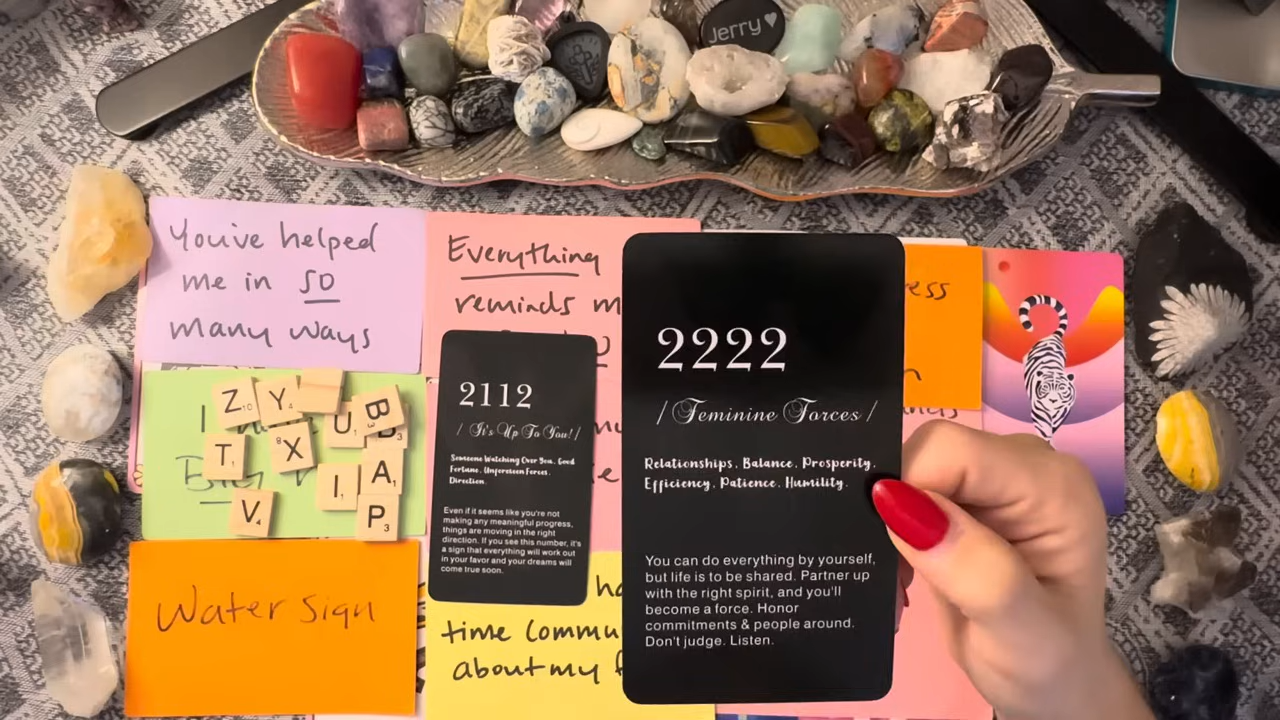 Jerry
You've helped
me in so
many ways
Everything
reminds
ress
Z Y
U B
T X
I A
V P
I
2112
/ It's Up To You! /
Someone Watching Over You. Good
Fortune. Unforeseen Forces.
Direction.
Even if it seems like you're not
making any meaningful progress,
things are moving in the right
direction. If you see this number, it's
a sign that everything will work out
in your favor and your dreams will
come true soon.
2222
/ Feminine Forces /
Relationships. Balance. Prosperity.
Efficiency. Patience. Humility.
You can do everything by yourself,
but life is to be shared. Partner up
with the right spirit, and you'll
become a force. Honor
commitments & people around.
Don't judge. Listen.
Water sign
time commu
about my